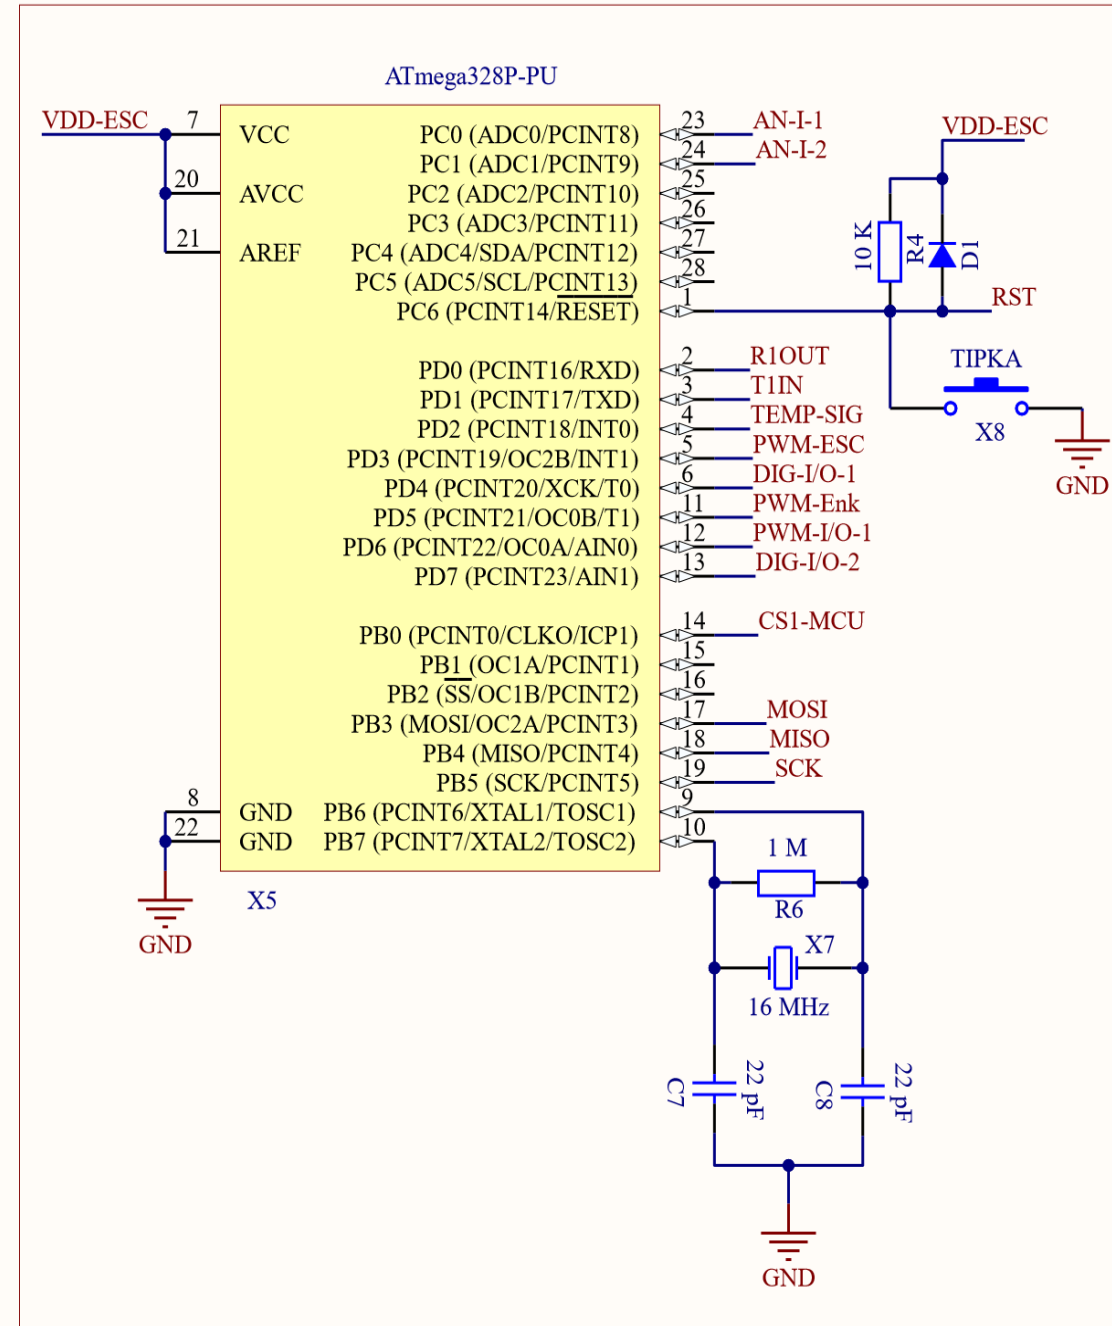 ATmega328P-PU
VDD-ESC 7 VCC PC0 (ADC0/PCINT8) 23 AN-I-1
PC1 (ADC1/PCINT9) 24 AN-I-2
20 AVCC PC2 (ADC2/PCINT10) 25
PC3 (ADC3/PCINT11) 26
21 AREF PC4 (ADC4/SDA/PCINT12) 27
PC5 (ADC5/SCL/PCINT13) 28
PC6 (PCINT14/RESET) 1
VDD-ESC
10 K
R4
D1
RST
TIPKA
X8
GND
PD0 (PCINT16/RXD) 2 R1OUT
PD1 (PCINT17/TXD) 3 T1IN
PD2 (PCINT18/INT0) 4 TEMP-SIG
PD3 (PCINT19/OC2B/INT1) 5 PWM-ESC
PD4 (PCINT20/XCK/T0) 6 DIG-I/O-1
PD5 (PCINT21/OC0B/T1) 11 PWM-Enk
PD6 (PCINT22/OC0A/AIN0) 12 PWM-I/O-1
PD7 (PCINT23/AIN1) 13 DIG-I/O-2
PB0 (PCINT0/CLKO/ICP1) 14 CS1-MCU
PB1 (OC1A/PCINT1) 15
PB2 (SS/OC1B/PCINT2) 16
PB3 (MOSI/OC2A/PCINT3) 17 MOSI
PB4 (MISO/PCINT4) 18 MISO
PB5 (SCK/PCINT5) 19 SCK
8 GND PB6 (PCINT6/XTAL1/TOSC1) 9
22 GND PB7 (PCINT7/XTAL2/TOSC2) 10
X5
GND
1 M
R6
X7
16 MHz
C7
22 pF
C8
22 pF
GND